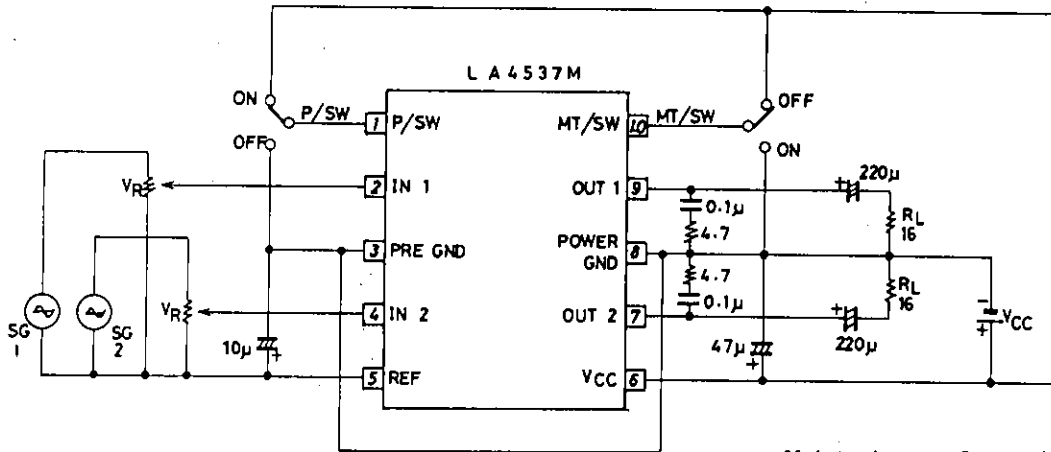 L A4537M
ON
P/SW
1
P/SW
MT/SW
10
MT/SW
OFF
OFF
ON
VR
2
IN 1
OUT 1
9
220µ
+
0.1µ
4.7
RL
16
3
PRE GND
POWER
GND
8
VR
4
IN 2
4.7
0.1µ
RL
16
-
+
VCC
SG
1
SG
2
10µ
+
OUT 2
7
+
220µ
47µ
+
5
REF
VCC
6